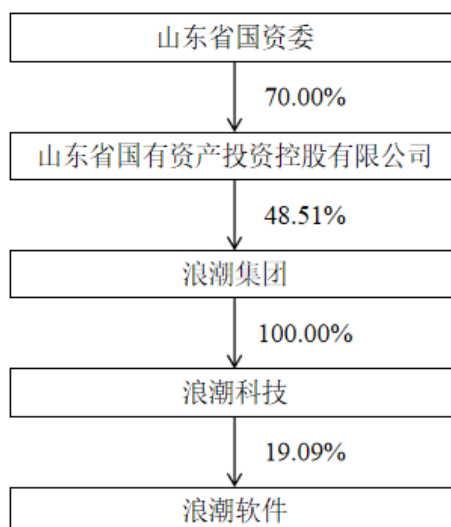 山东省国资委
70.00%
山东省国有资产投资控股有限公司
48.51%
浪潮集团
100.00%
浪潮科技
19.09%
浪潮软件